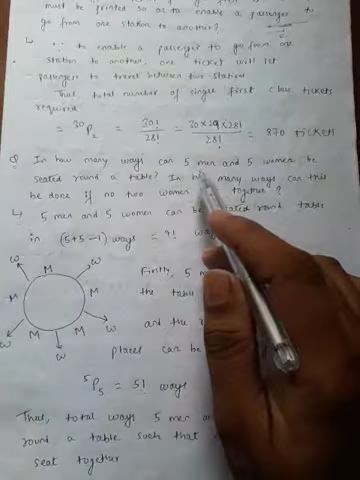 must be printed so as to enable a passenger to
go from one station to another?
∵ to enable a passenger to go from one
station to another, one ticket will let
passenger to travel between two station
Thus, total number of single first class tickets
required
= ³⁰P₂ = 30!/28! = 30×29×28!/28! = 870 tickets
Q In how many ways can 5 men and 5 women be
seated round a table? In how many ways can this
be done if no two women together?
5 men and 5 women can be seated round table
in (5+5-1) ways = 9!
Firstly, 5 m
the table
and the
places can be
⁵P₅ = 5! ways
M M M M M
W W W W W
Thus, total ways 5 men
round a table such that
seat together